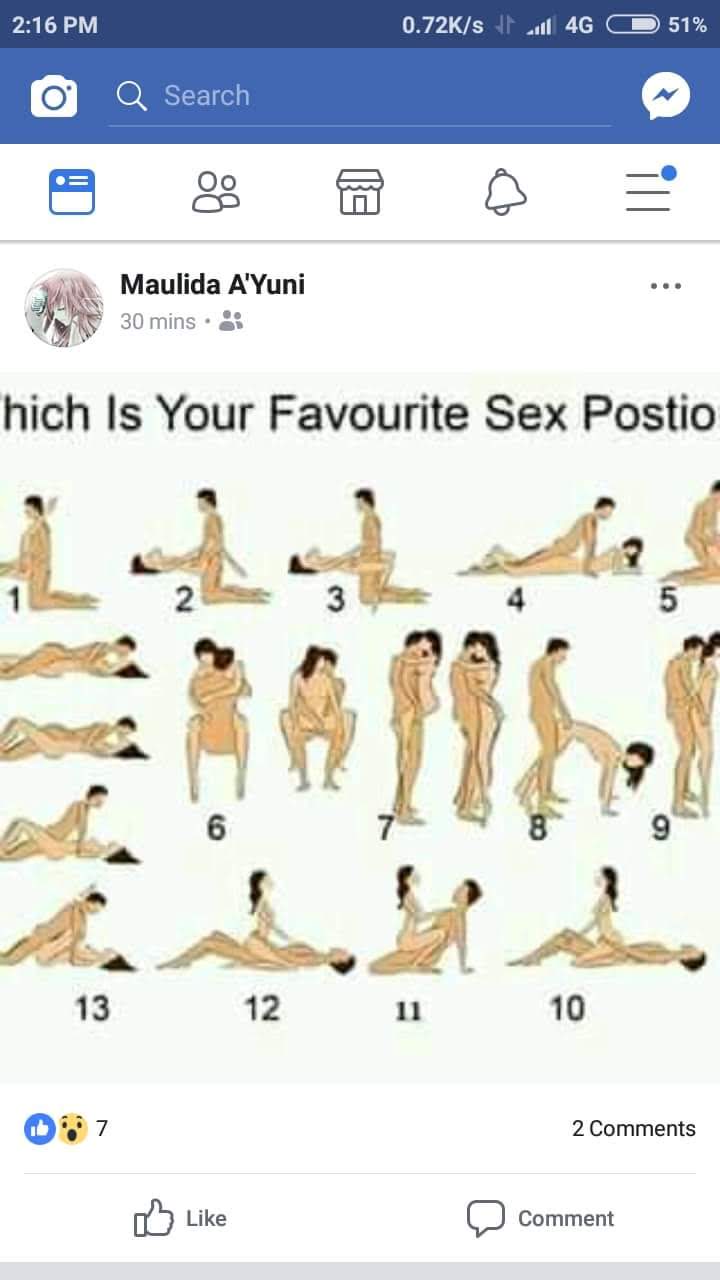 2:16 PM 0.72K/s 4G 51%
Search
Maulida A'Yuni
30 mins •
hich Is Your Favourite Sex Postio
1 2 3 4 5
6 7 8 9
13 12 11 10
7 2 Comments
Like Comment